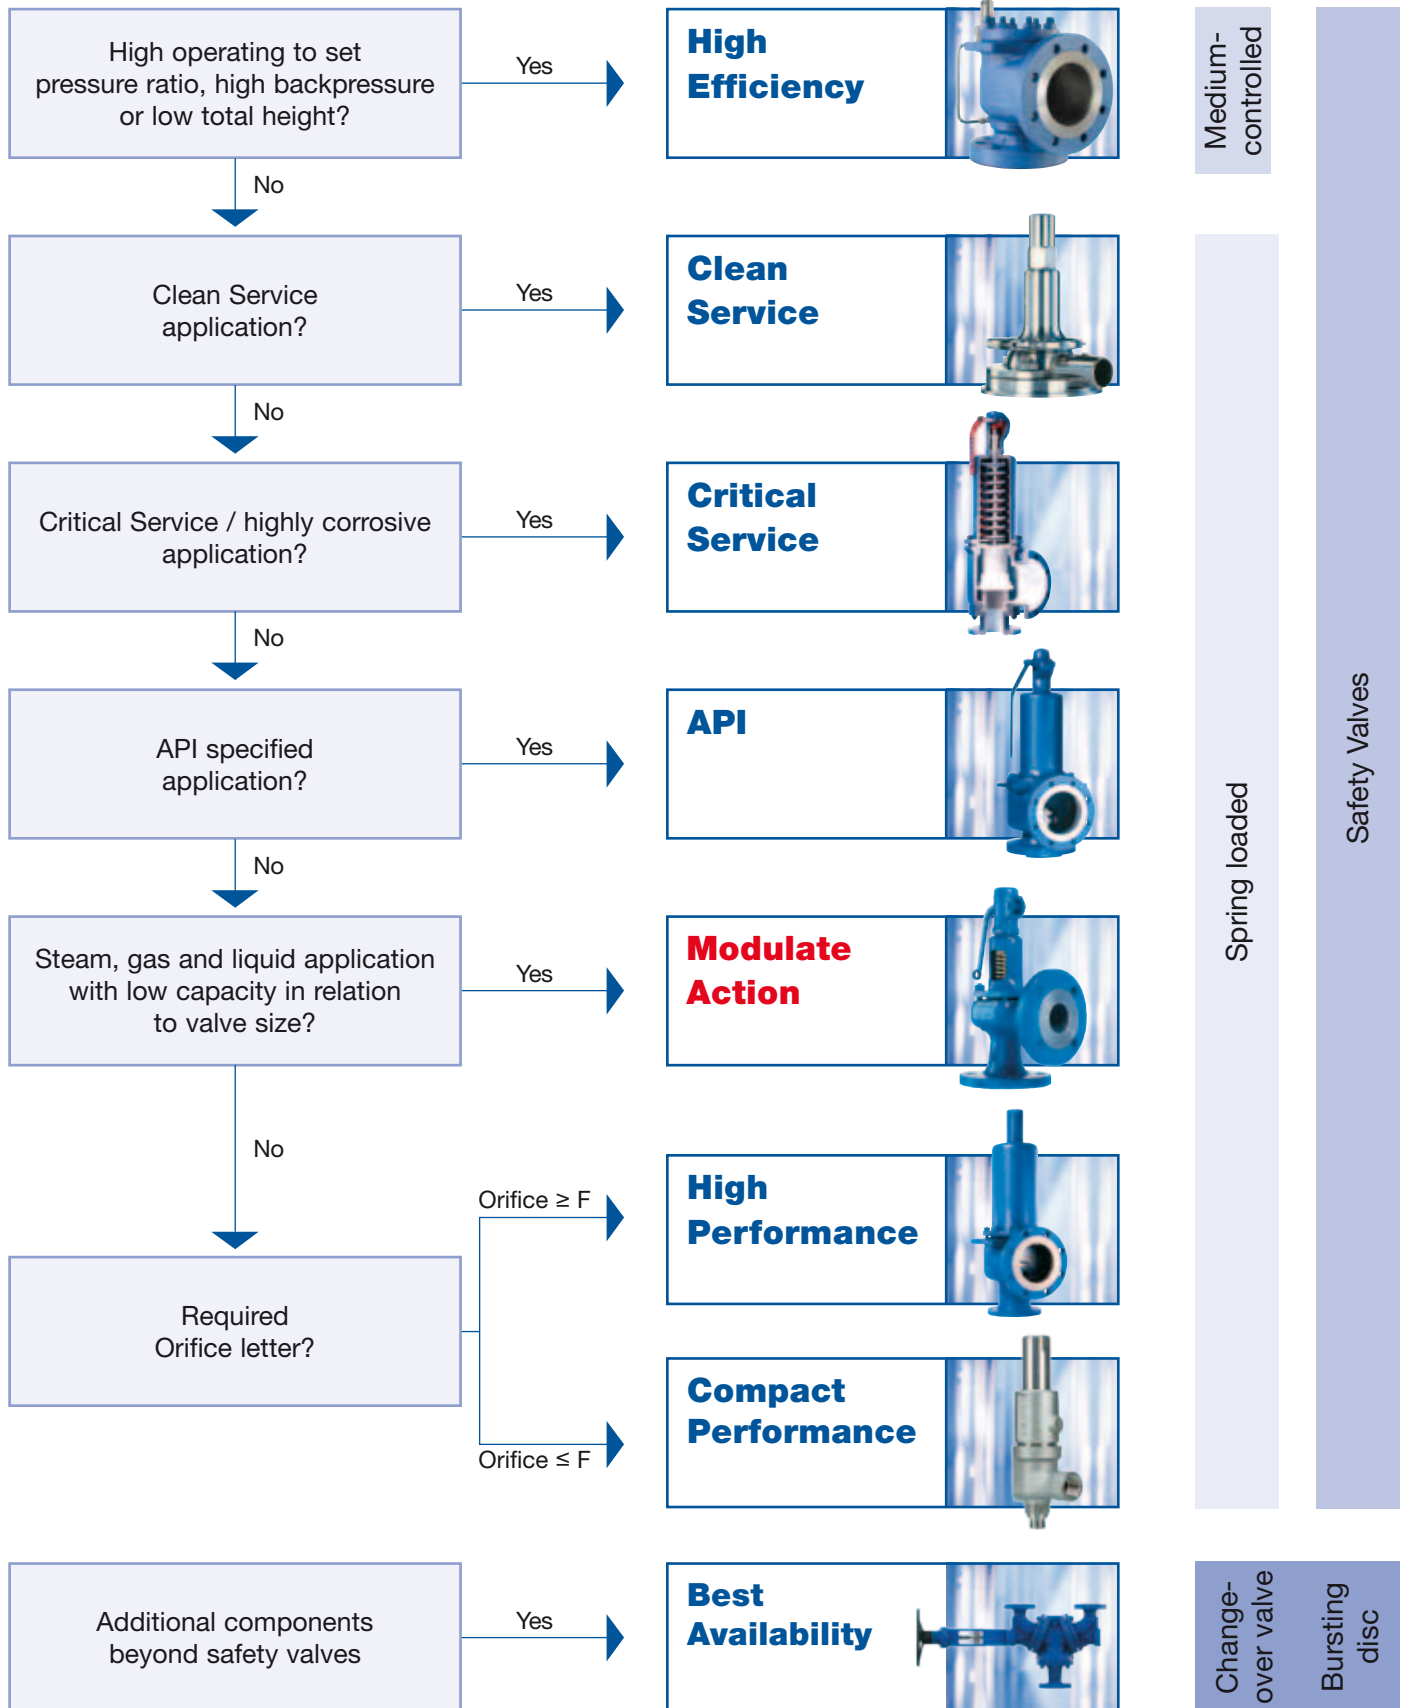 High operating to set
pressure ratio, high backpressure
or low total height?
Yes
High
Efficiency
Medium-
controlled
No
Clean Service
application?
Yes
Clean
Service
No
Critical Service / highly corrosive
application?
Yes
Critical
Service
No
API specified
application?
Yes
API
No
Steam, gas and liquid application
with low capacity in relation
to valve size?
Yes
Modulate
Action
No
Required
Orifice letter?
Orifice ≥ F
High
Performance
Orifice ≤ F
Compact
Performance
Spring loaded
Safety Valves
Additional components
beyond safety valves
Yes
Best
Availability
Change-
over valve
Bursting
disc